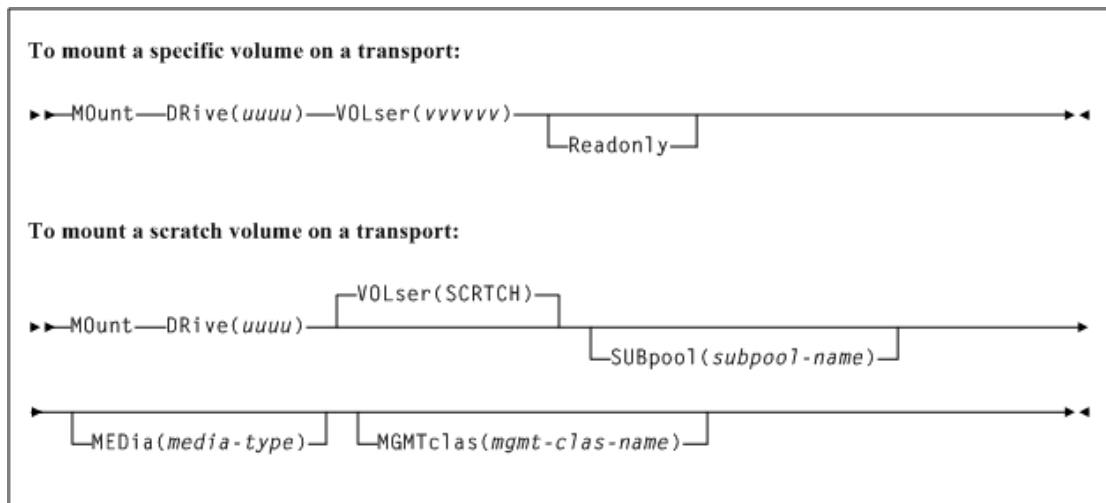 To mount a specific volume on a transport:
MOunt DRive(uuuu) VOLser(vvvvvv)
Readonly
To mount a scratch volume on a transport:
VOLser(SCRTCH)
MOunt DRive(uuuu)
SUBpool(subpool-name)
MEDia(media-type) MGMTclas(mgmt-clas-name)